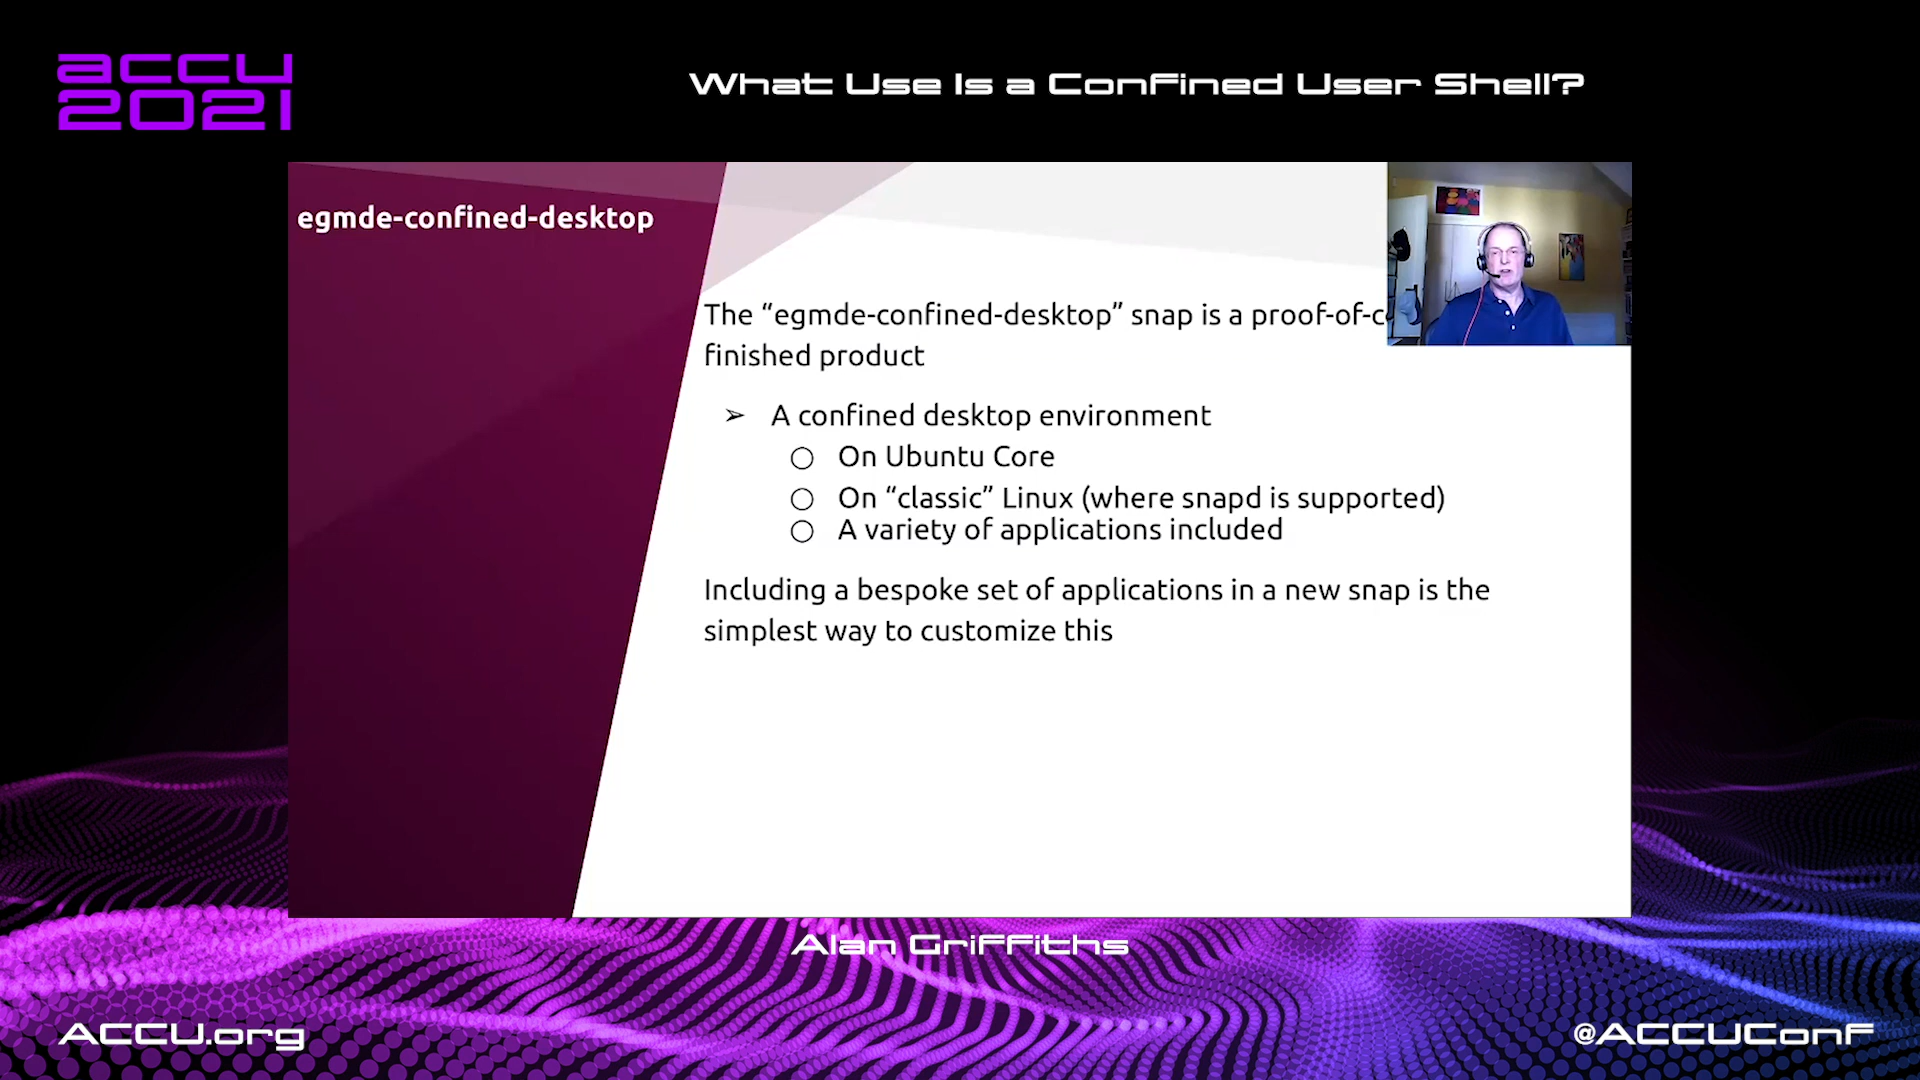 accu
2021
What Use Is a Confined User Shell?
egmde-confined-desktop
The “egmde-confined-desktop” snap is a
finished product
➢ A confined desktop environment
○ On Ubuntu Core
○ On “classic” Linux (where snapd is supported)
○ A variety of applications included
Including a bespoke set of applications in a new snap is the
simplest way to customize this
Alan Griffiths
ACCU.org
@ACCUConf